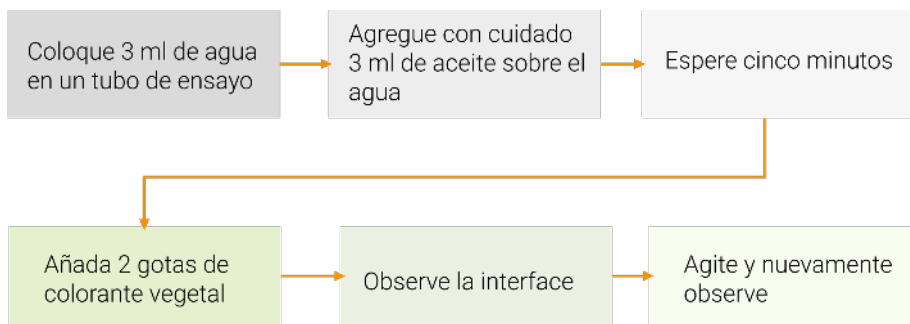 Coloque 3 ml de agua
en un tubo de ensayo
Agregue con cuidado
3 ml de aceite sobre el
agua
Espere cinco minutos
Añada 2 gotas de
colorante vegetal
Observe la interface
Agite y nuevamente
observe